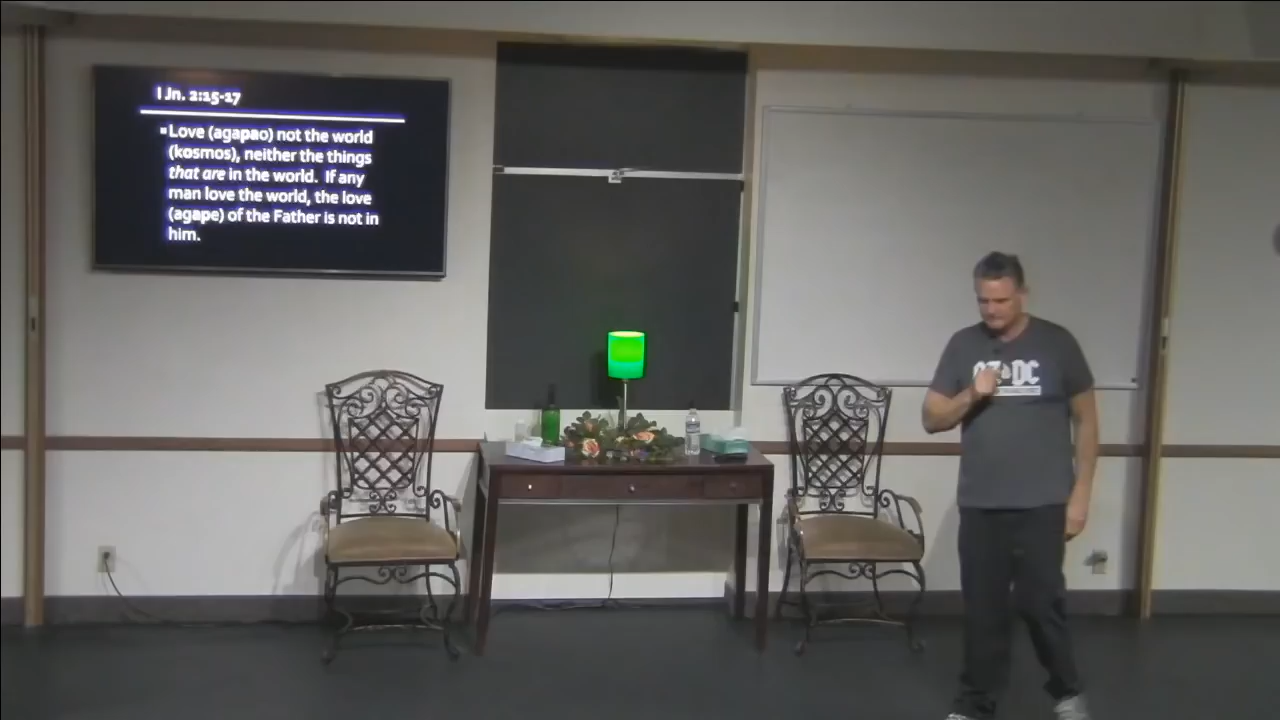 I Jn. 2:15-17
▪Love (agapao) not the world
(kosmos), neither the things
that are in the world.  If any
man love the world, the love
(agape) of the Father is not in
him.
DC